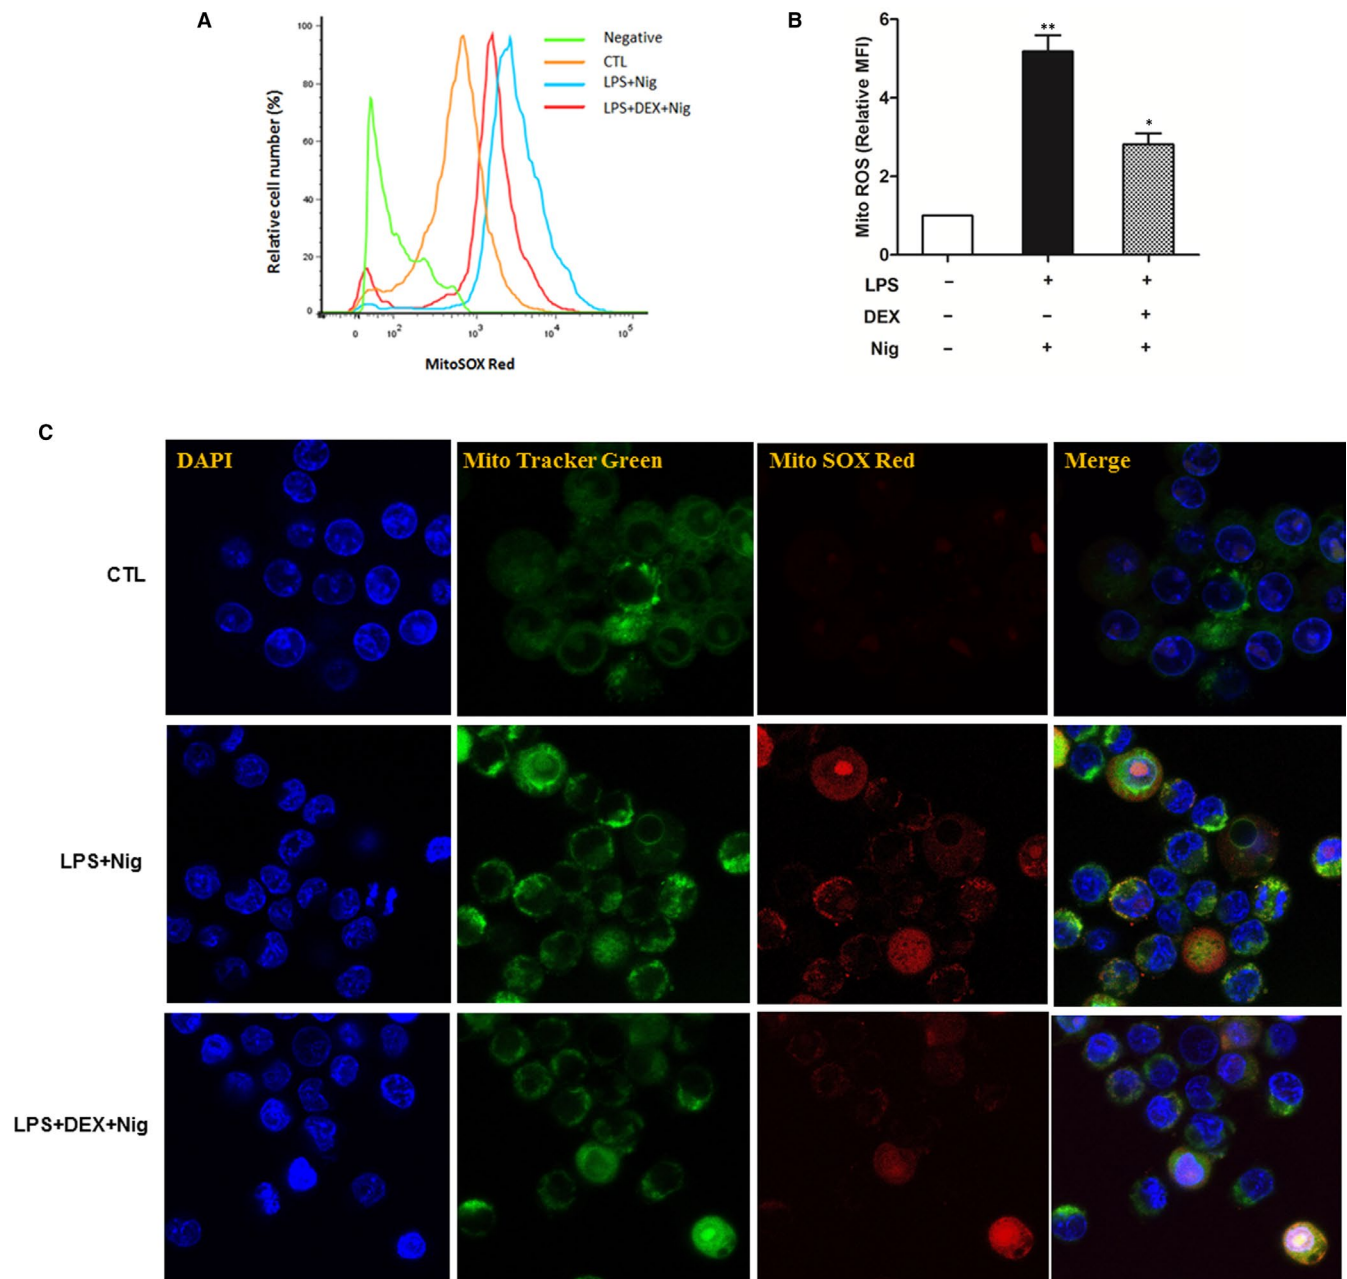 A
Relative cell number (%)
100
80
60
40
20
0
0 10² 10³ 10⁴ 10⁵
MitoSOX Red
Negative
CTL
LPS+Nig
LPS+DEX+Nig
B
Mito ROS (Relative MFI)
6
4
2
0
**
*
LPS − + +
DEX − − +
Nig − + +
C
DAPI Mito Tracker Green Mito SOX Red Merge
CTL
LPS+Nig
LPS+DEX+Nig